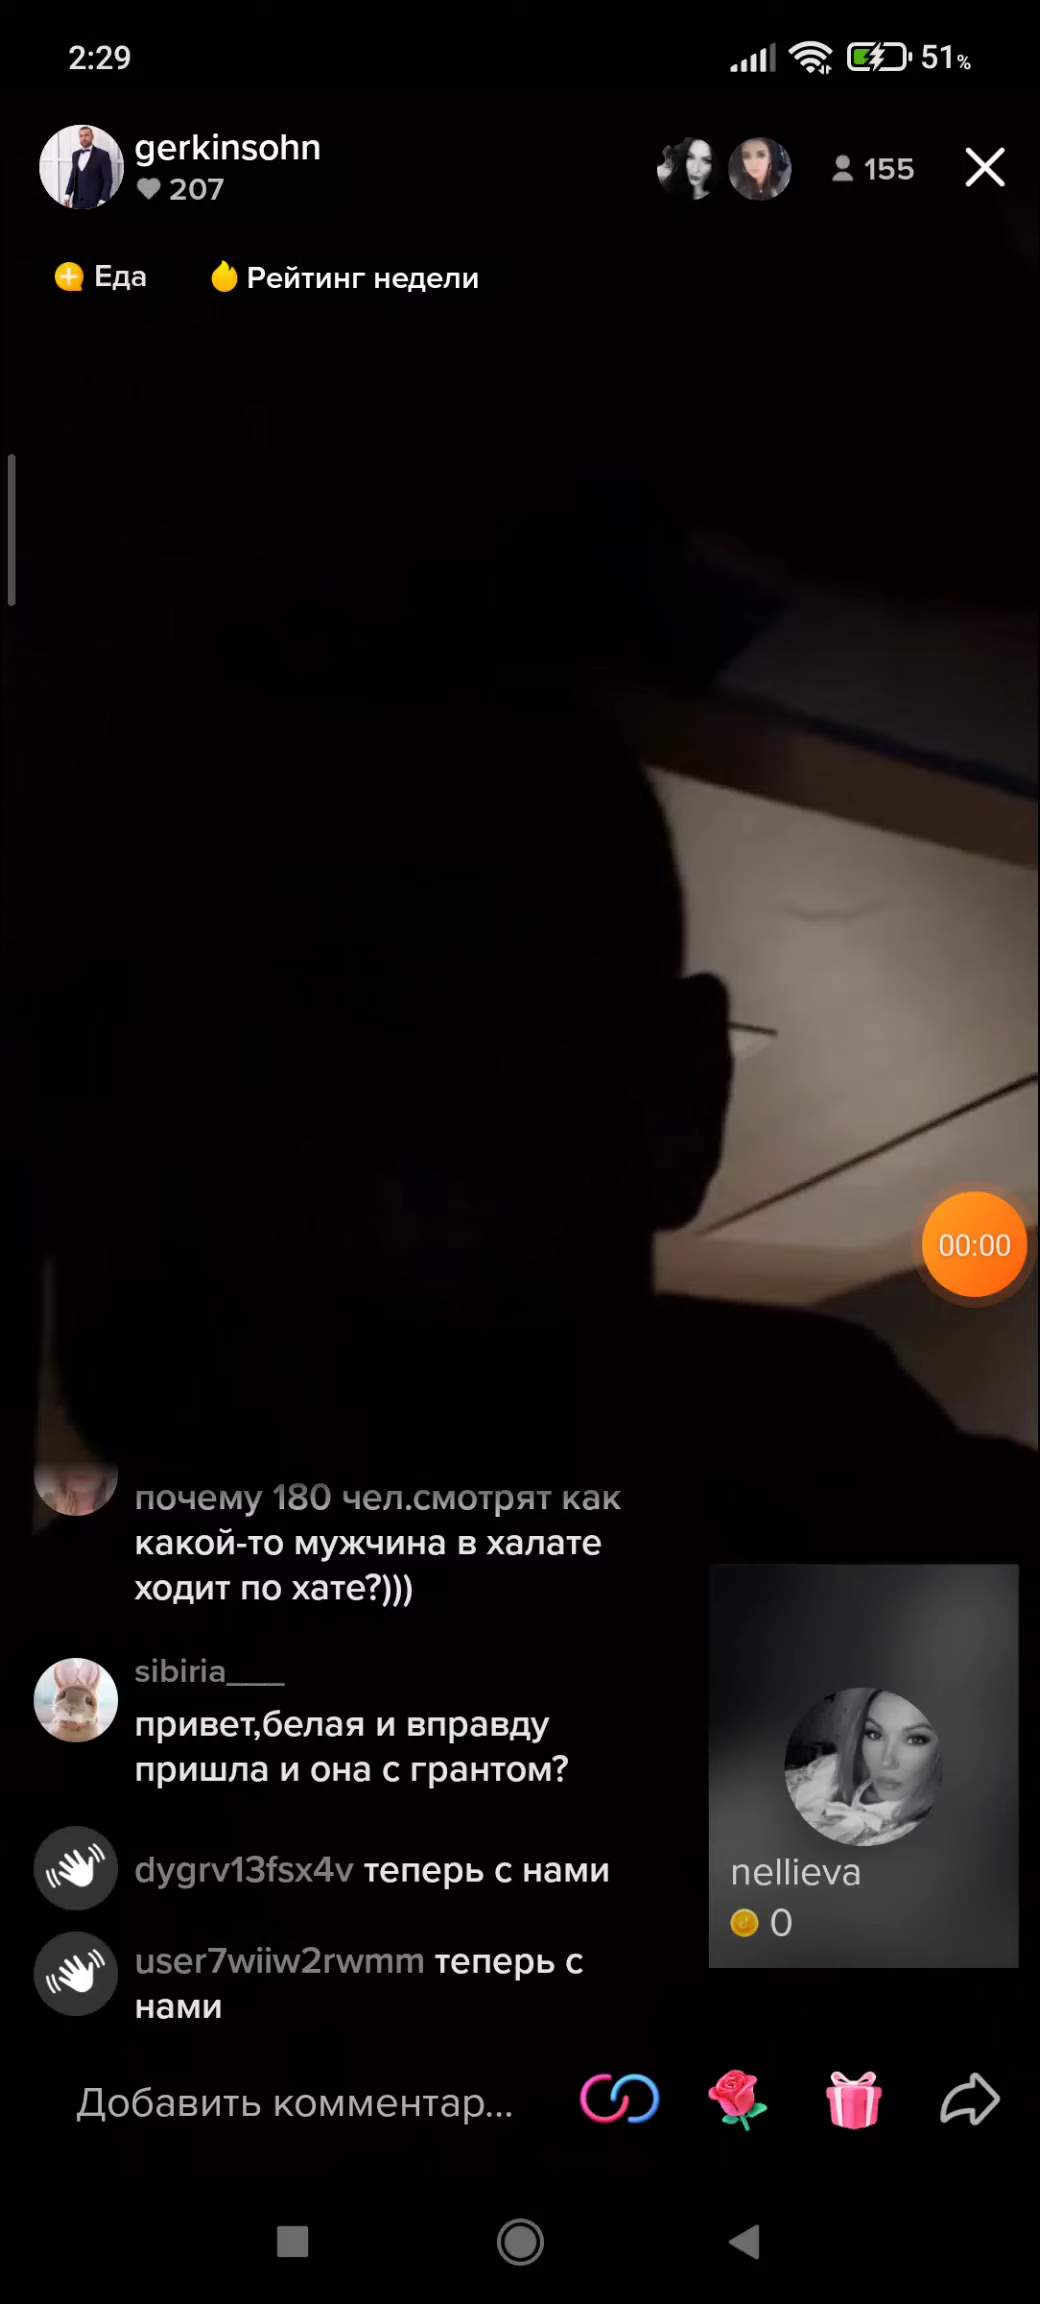 2:29
51%
gerkinsohn
207
155
Еда
Рейтинг недели
00:00
почему 180 чел.смотрят как
какой-то мужчина в халате
ходит по хате?)))
sibiria____
привет,белая и вправду
пришла и она с грантом?
dygrv13fsx4v теперь с нами
user7wiiw2rwmm теперь с
нами
nellieva
0
Добавить комментар...